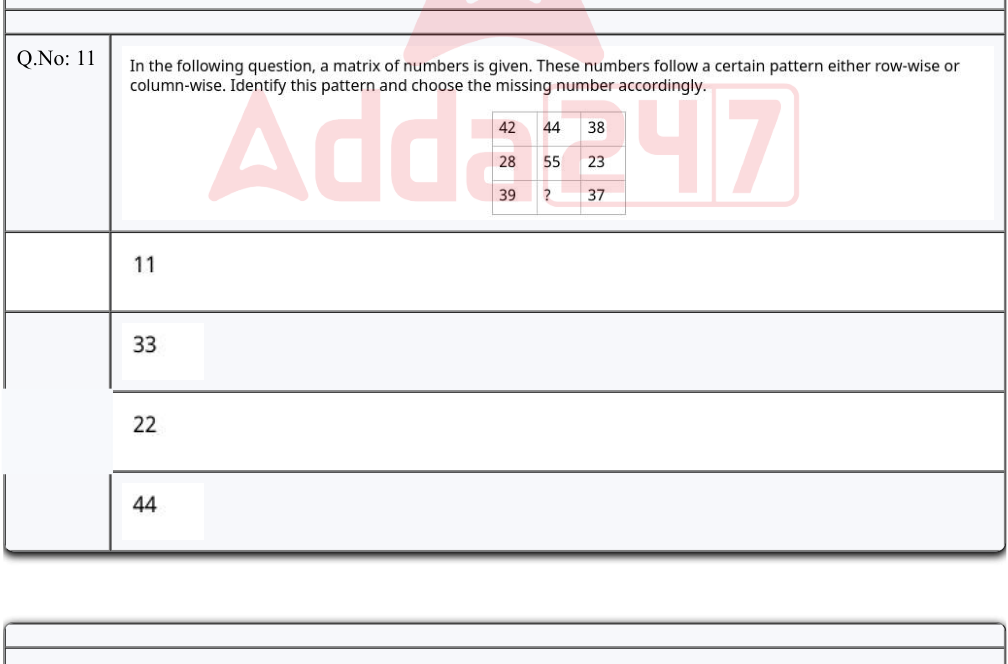 Q.No: 11
In the following question, a matrix of numbers is given. These numbers follow a certain pattern either row-wise or
column-wise. Identify this pattern and choose the missing number accordingly.
Adda 247
42 44 38
28 55 23
39 ? 37
11
33
22
44